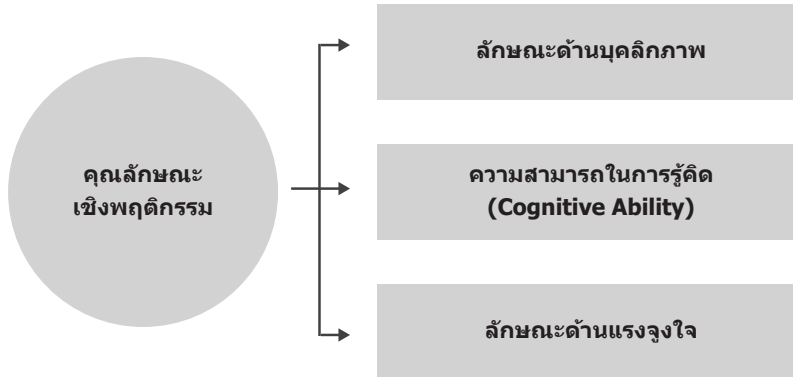 คุณลักษณะ
เชิงพฤติกรรม
ลักษณะด้านบุคลิกภาพ
ความสามารถในการรู้คิด
(Cognitive Ability)
ลักษณะด้านแรงจูงใจ